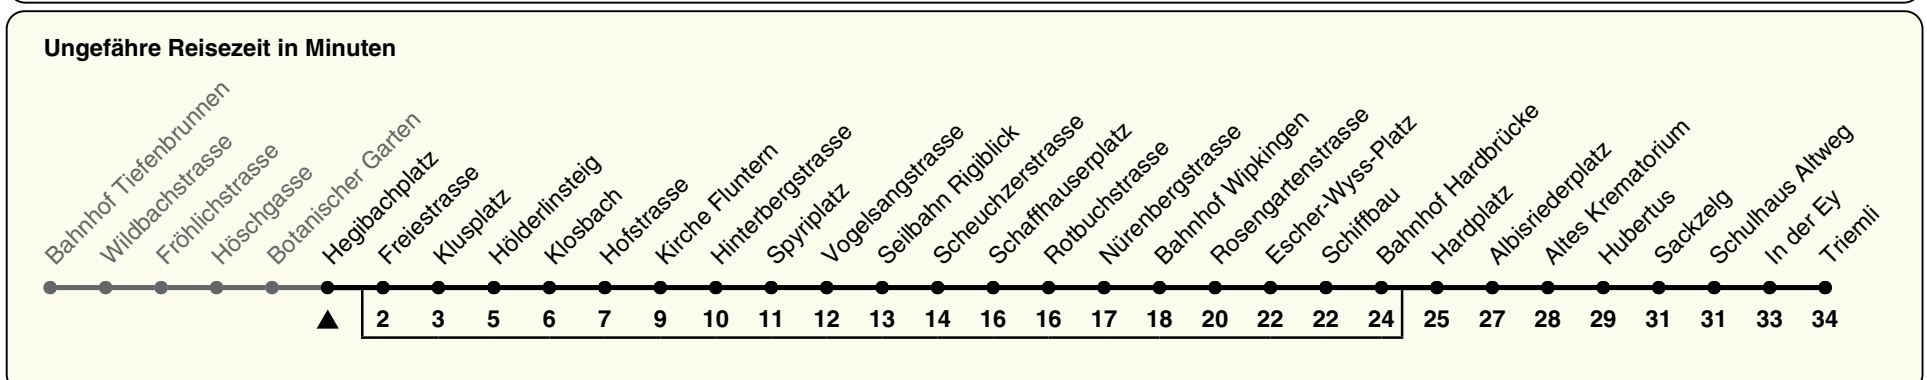 Ungefähre Reisezeit in Minuten
Bahnhof Tiefenbrunnen
Wildbachstrasse
Fröhlichstrasse
Höschgasse
Botanischer Garten
Hegibachplatz
Freiestrasse
Klusplatz
Hölderlinsteig
Klosbach
Hofstrasse
Kirche Fluntern
Hinterbergstrasse
Spyriplatz
Vogelsangstrasse
Seilbahn Rigiblick
Scheuchzerstrasse
Schaffhauserplatz
Rotbuchstrasse
Nürenbergstrasse
Bahnhof Wipkingen
Rosengartenstrasse
Escher-Wyss-Platz
Schiffbau
Bahnhof Hardbrücke
Hardplatz
Albisriederplatz
Altes Krematorium
Hubertus
Sackzelg
Schulhaus Altweg
In der Ey
Triemli
2 3 5 6 7 9 10 11 12 13 14 16 16 17 18 20 22 22 24 25 27 28 29 31 31 33 34